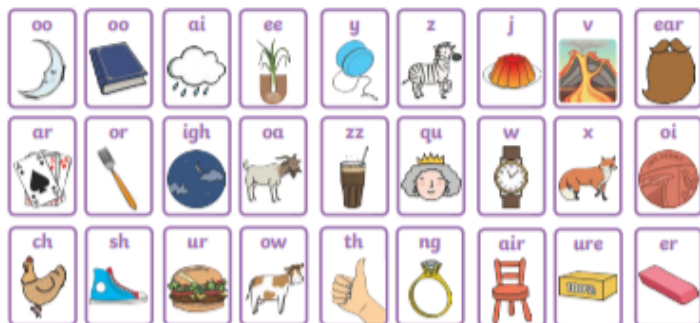 oo oo ai ee y z j v ear
ar or igh oa zz qu w x oi
ch sh ur ow th ng air ure er